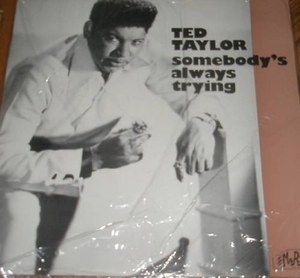 TED
TAYLOR
somebody's
always
trying